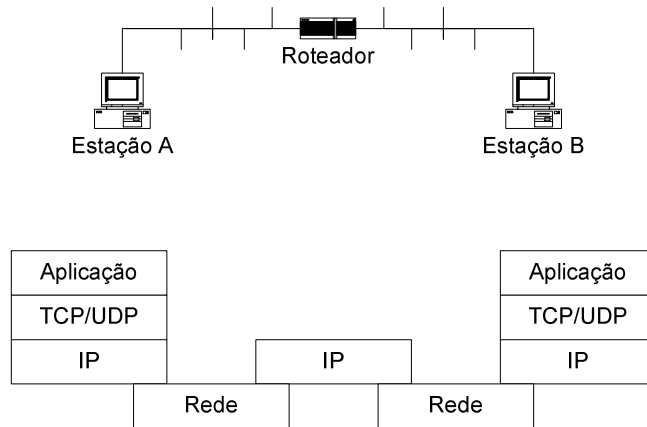 Roteador
Estação A
Estação B
Aplicação
Aplicação
TCP/UDP
TCP/UDP
IP
IP
IP
Rede
Rede